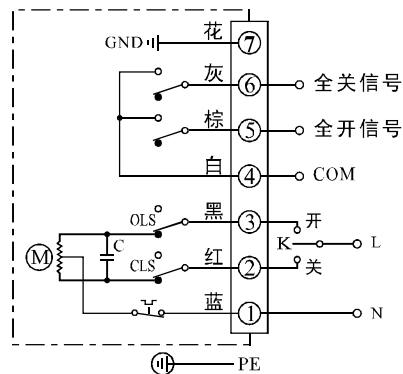 GND 花 ⑦
灰 ⑥ 全关信号
棕 ⑤ 全开信号
白 ④ COM
OLS 黑 ③ 开
M C K L
CLS 红 ② 关
蓝 ① N
PE